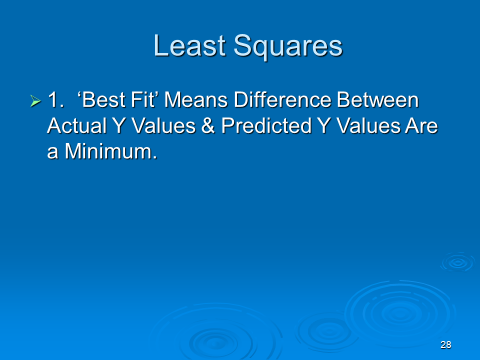 Least Squares
1. ‘Best Fit’ Means Difference Between
Actual Y Values & Predicted Y Values Are
a Minimum.
28